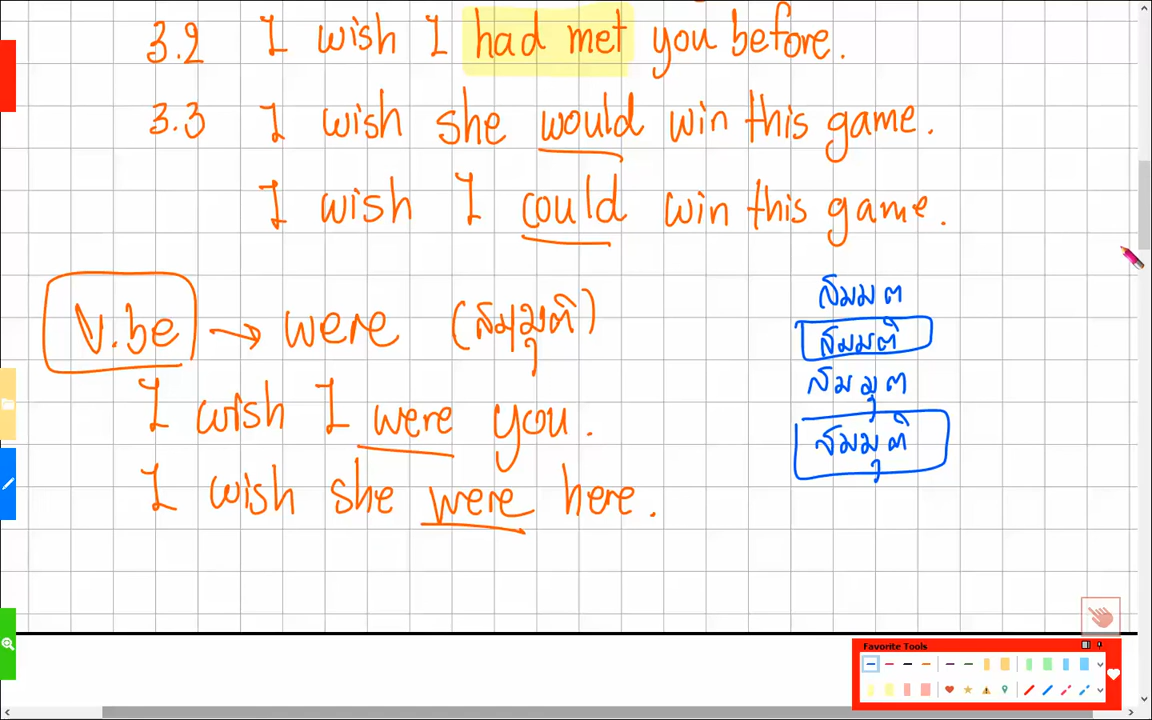 3.2 I wish I had met you before.
3.3 I wish she would win this game.
I wish I could win this game.
V.be → were (สมมุติ)
I wish I were you.
I wish she were here.
สมมต
สมมติ
สมมุต
สมมุติ
Favorite Tools